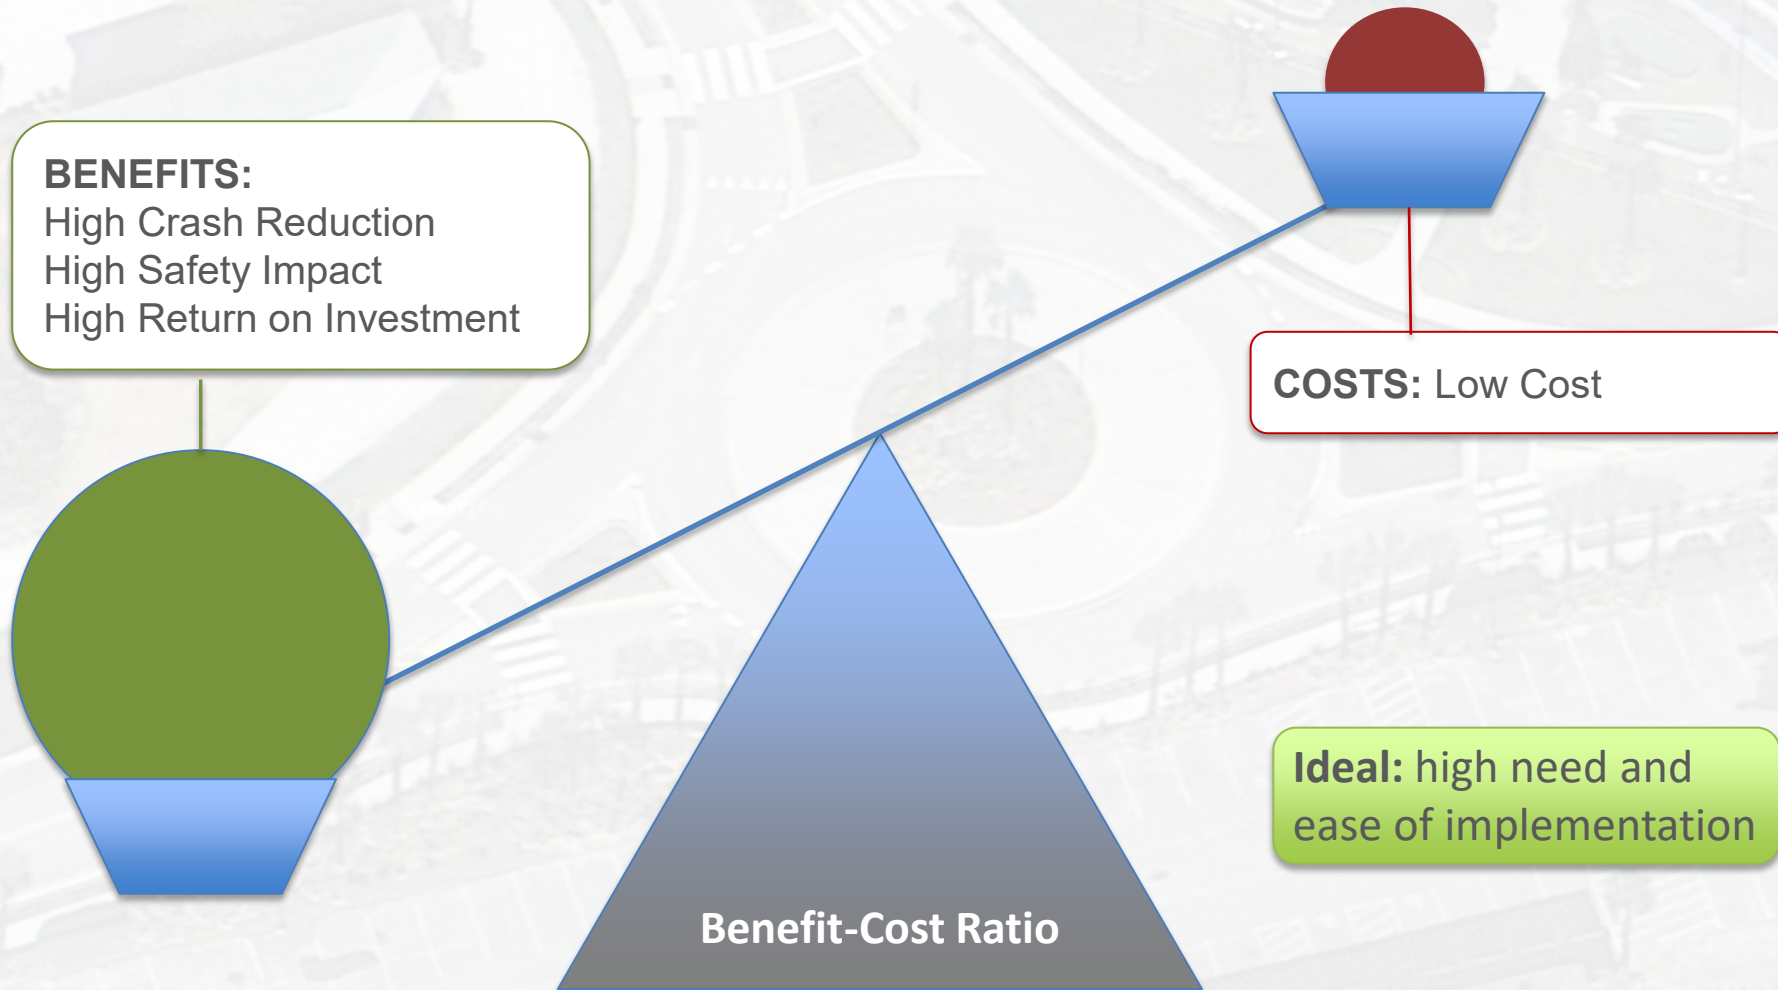 BENEFITS:
High Crash Reduction
High Safety Impact
High Return on Investment
COSTS: Low Cost
Ideal: high need and
ease of implementation
Benefit-Cost Ratio